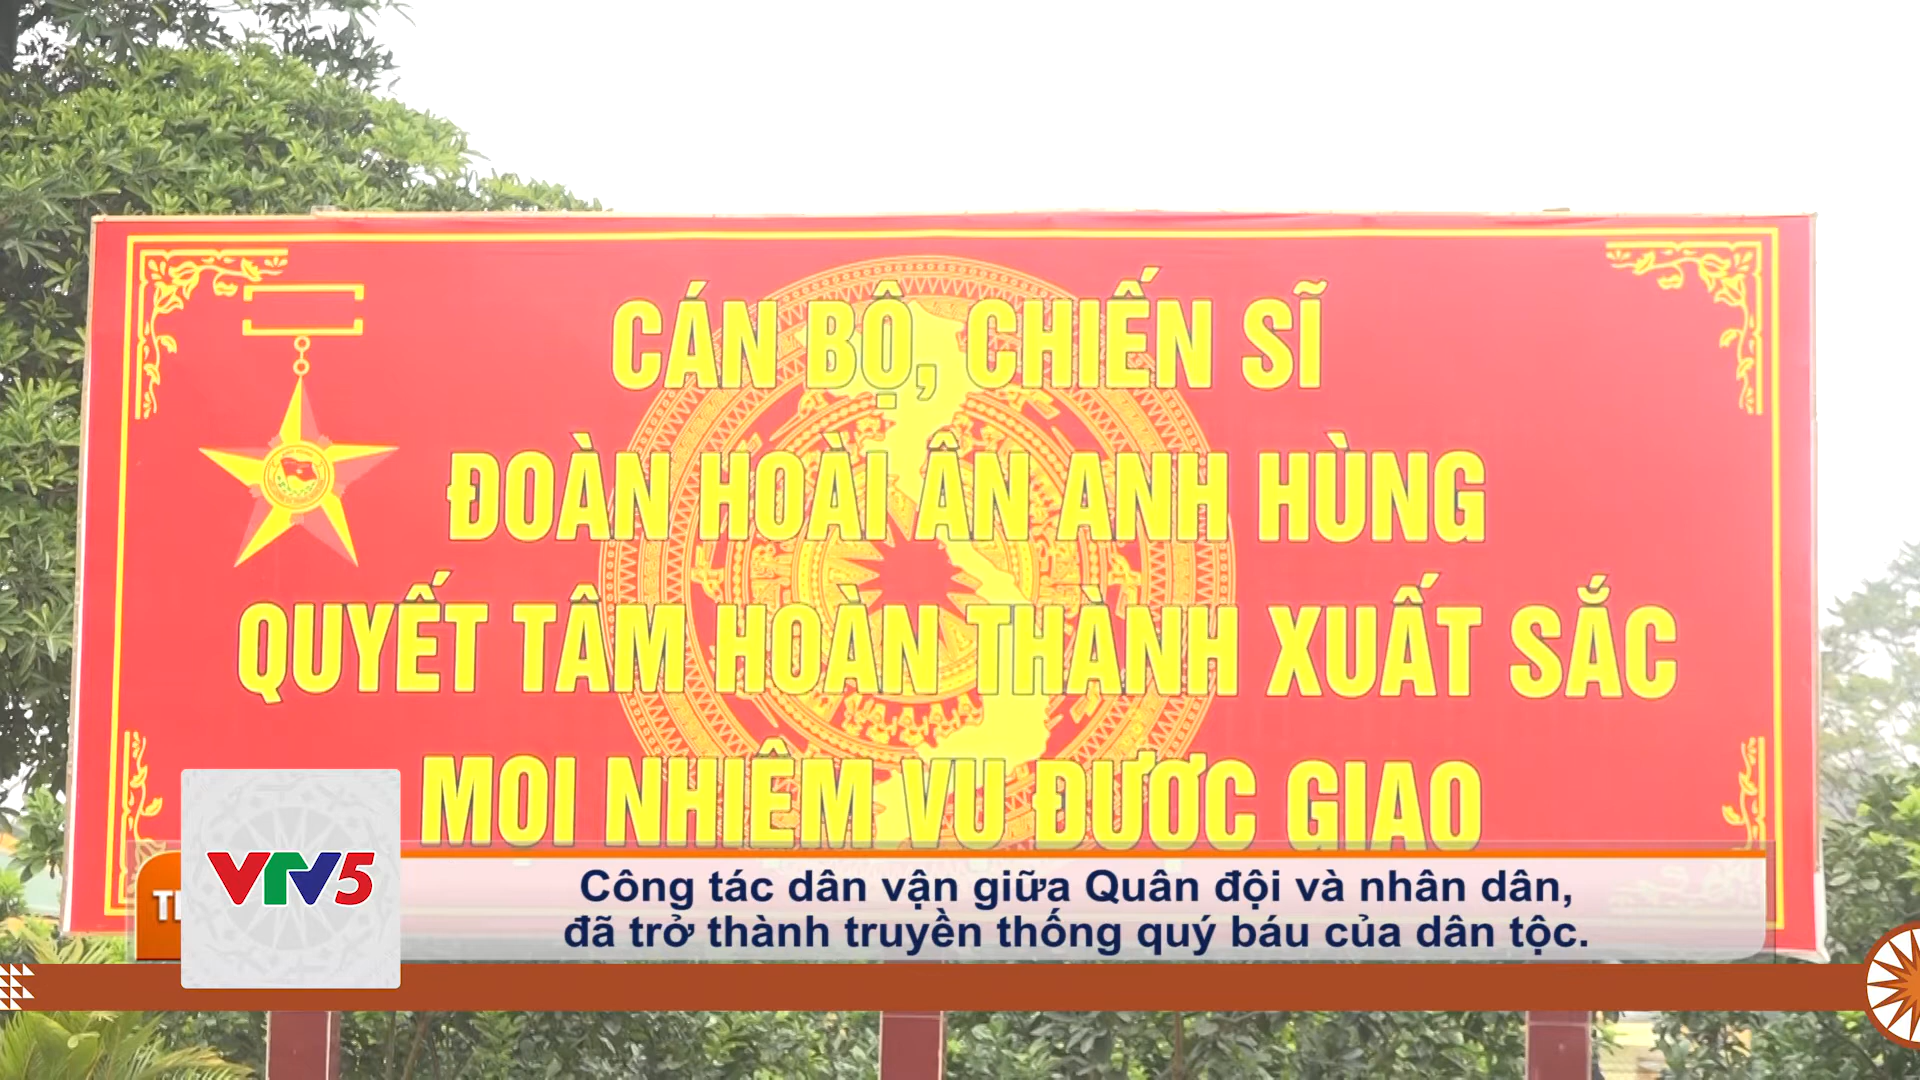 CÁN BỘ, CHIẾN SĨ
ĐOÀN HOÀI ÂN ANH HÙNG
QUYẾT TÂM HOÀN THÀNH XUẤT SẮC
MỌI NHIỆM VỤ ĐƯỢC GIAO
VTV5
Công tác dân vận giữa Quân đội và nhân dân,
đã trở thành truyền thống quý báu của dân tộc.